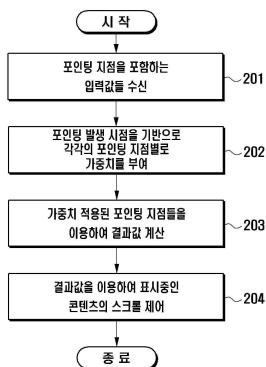 시 작
포인팅 지점을 포함하는
입력값들 수신
201
포인팅 발생 시점을 기반으로
각각의 포인팅 지점별로
가중치를 부여
202
가중치 적용된 포인팅 지점들을
이용하여 결과값 계산
203
결과값을 이용하여 표시중인
콘텐츠의 스크롤 제어
204
종 료